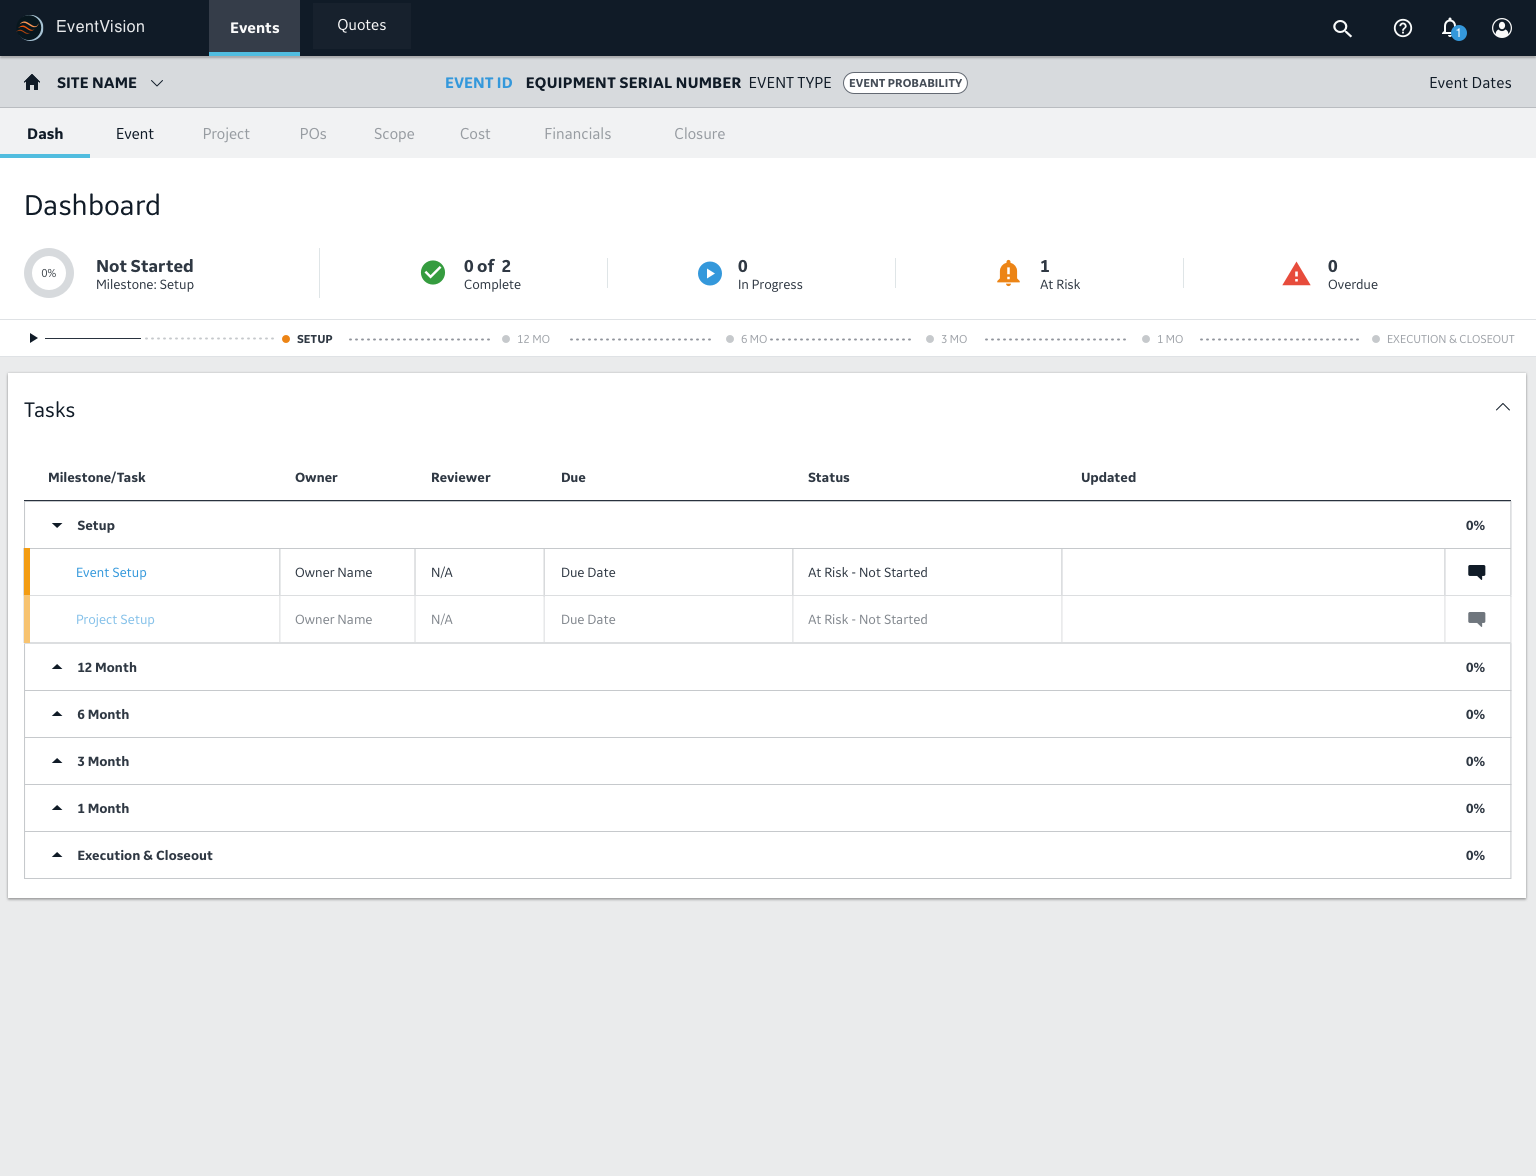 EventVision
Events
Quotes
1
SITE NAME
EVENT ID EQUIPMENT SERIAL NUMBER EVENT TYPE EVENT PROBABILITY
Event Dates
Dash Event Project POs Scope Cost Financials Closure
Dashboard
0%
Not Started
Milestone: Setup
0 of 2
Complete
0
In Progress
1
At Risk
0
Overdue
SETUP 12 MO 6 MO 3 MO 1 MO EXECUTION & CLOSEOUT
Tasks
Milestone/Task Owner Reviewer Due Status Updated
Setup 0%
Event Setup Owner Name N/A Due Date At Risk - Not Started
Project Setup Owner Name N/A Due Date At Risk - Not Started
12 Month 0%
6 Month 0%
3 Month 0%
1 Month 0%
Execution & Closeout 0%